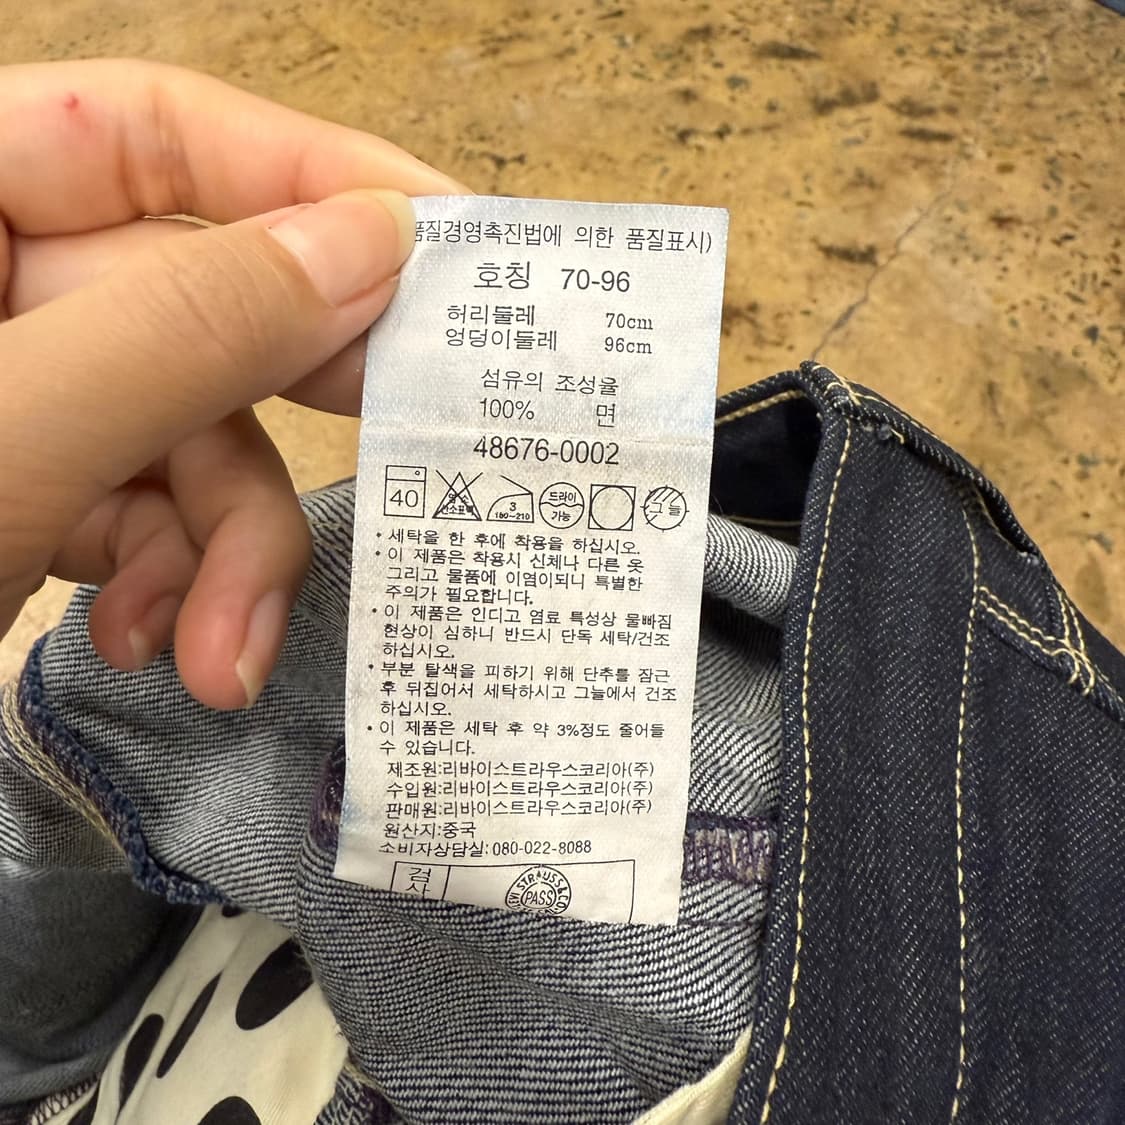 품질경영촉진법에 의한 품질표시)
호칭 70-96
허리둘레 70cm
엉덩이둘레 96cm
섬유의 조성율
100% 면
48676-0002
40
염소
산소표백
3
180~210
드라이
가능
그늘
• 세탁을 한 후에 착용을 하십시오.
• 이 제품은 착용시 신체나 다른 옷
그리고 물품에 이염이되니 특별한
주의가 필요합니다.
• 이 제품은 인디고 염료 특성상 물빠짐
현상이 심하니 반드시 단독 세탁/건조
하십시오.
• 부분 탈색을 피하기 위해 단추를 잠근
후 뒤집어서 세탁하시고 그늘에서 건조
하십시오.
• 이 제품은 세탁 후 약 3%정도 줄어들
수 있습니다.
제조원:리바이스트라우스코리아(주)
수입원:리바이스트라우스코리아(주)
판매원:리바이스트라우스코리아(주)
원산지:중국
소비자상담실: 080-022-8088
검
사
STRAUSS & CO
PASS